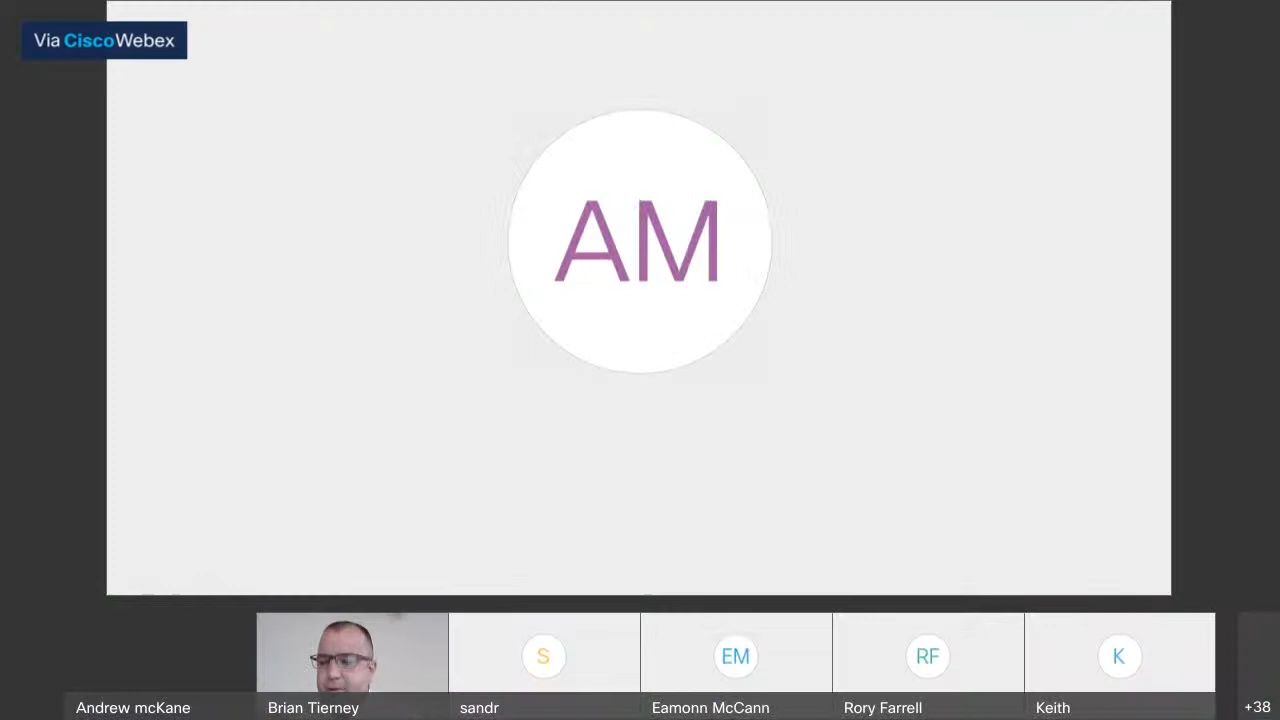 Via CiscoWebex
AM
S
EM
RF
K
Andrew mcKane
Brian Tierney
sandr
Eamonn McCann
Rory Farrell
Keith
+38